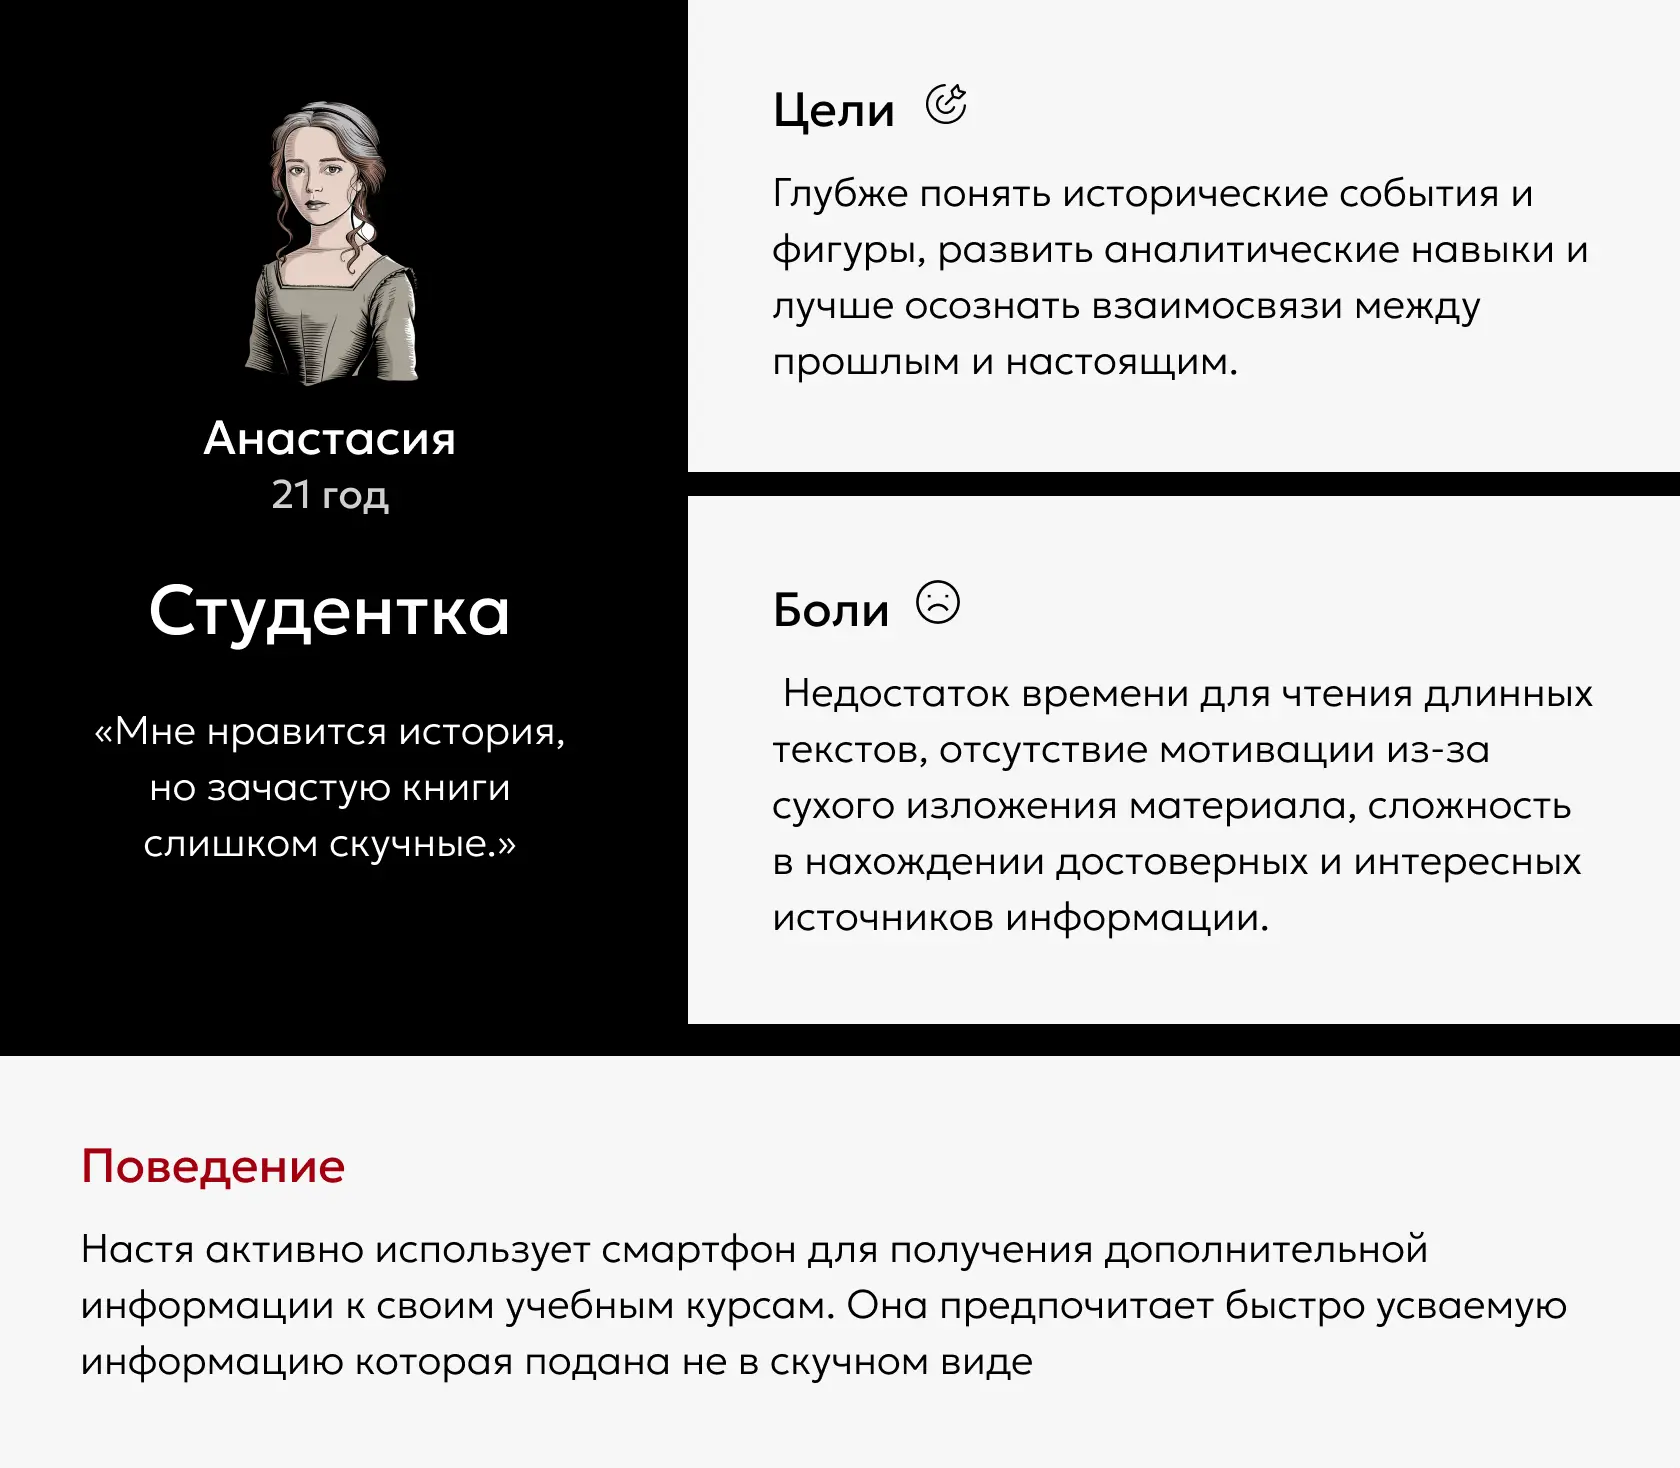 Анастасия
21 год
Студентка
«Мне нравится история,
но зачастую книги
слишком скучные.»
Цели
Глубже понять исторические события и
фигуры, развить аналитические навыки и
лучше осознать взаимосвязи между
прошлым и настоящим.
Боли
Недостаток времени для чтения длинных
текстов, отсутствие мотивации из-за
сухого изложения материала, сложность
в нахождении достоверных и интересных
источников информации.
Поведение
Настя активно использует смартфон для получения дополнительной
информации к своим учебным курсам. Она предпочитает быстро усваемую
информацию которая подана не в скучном виде